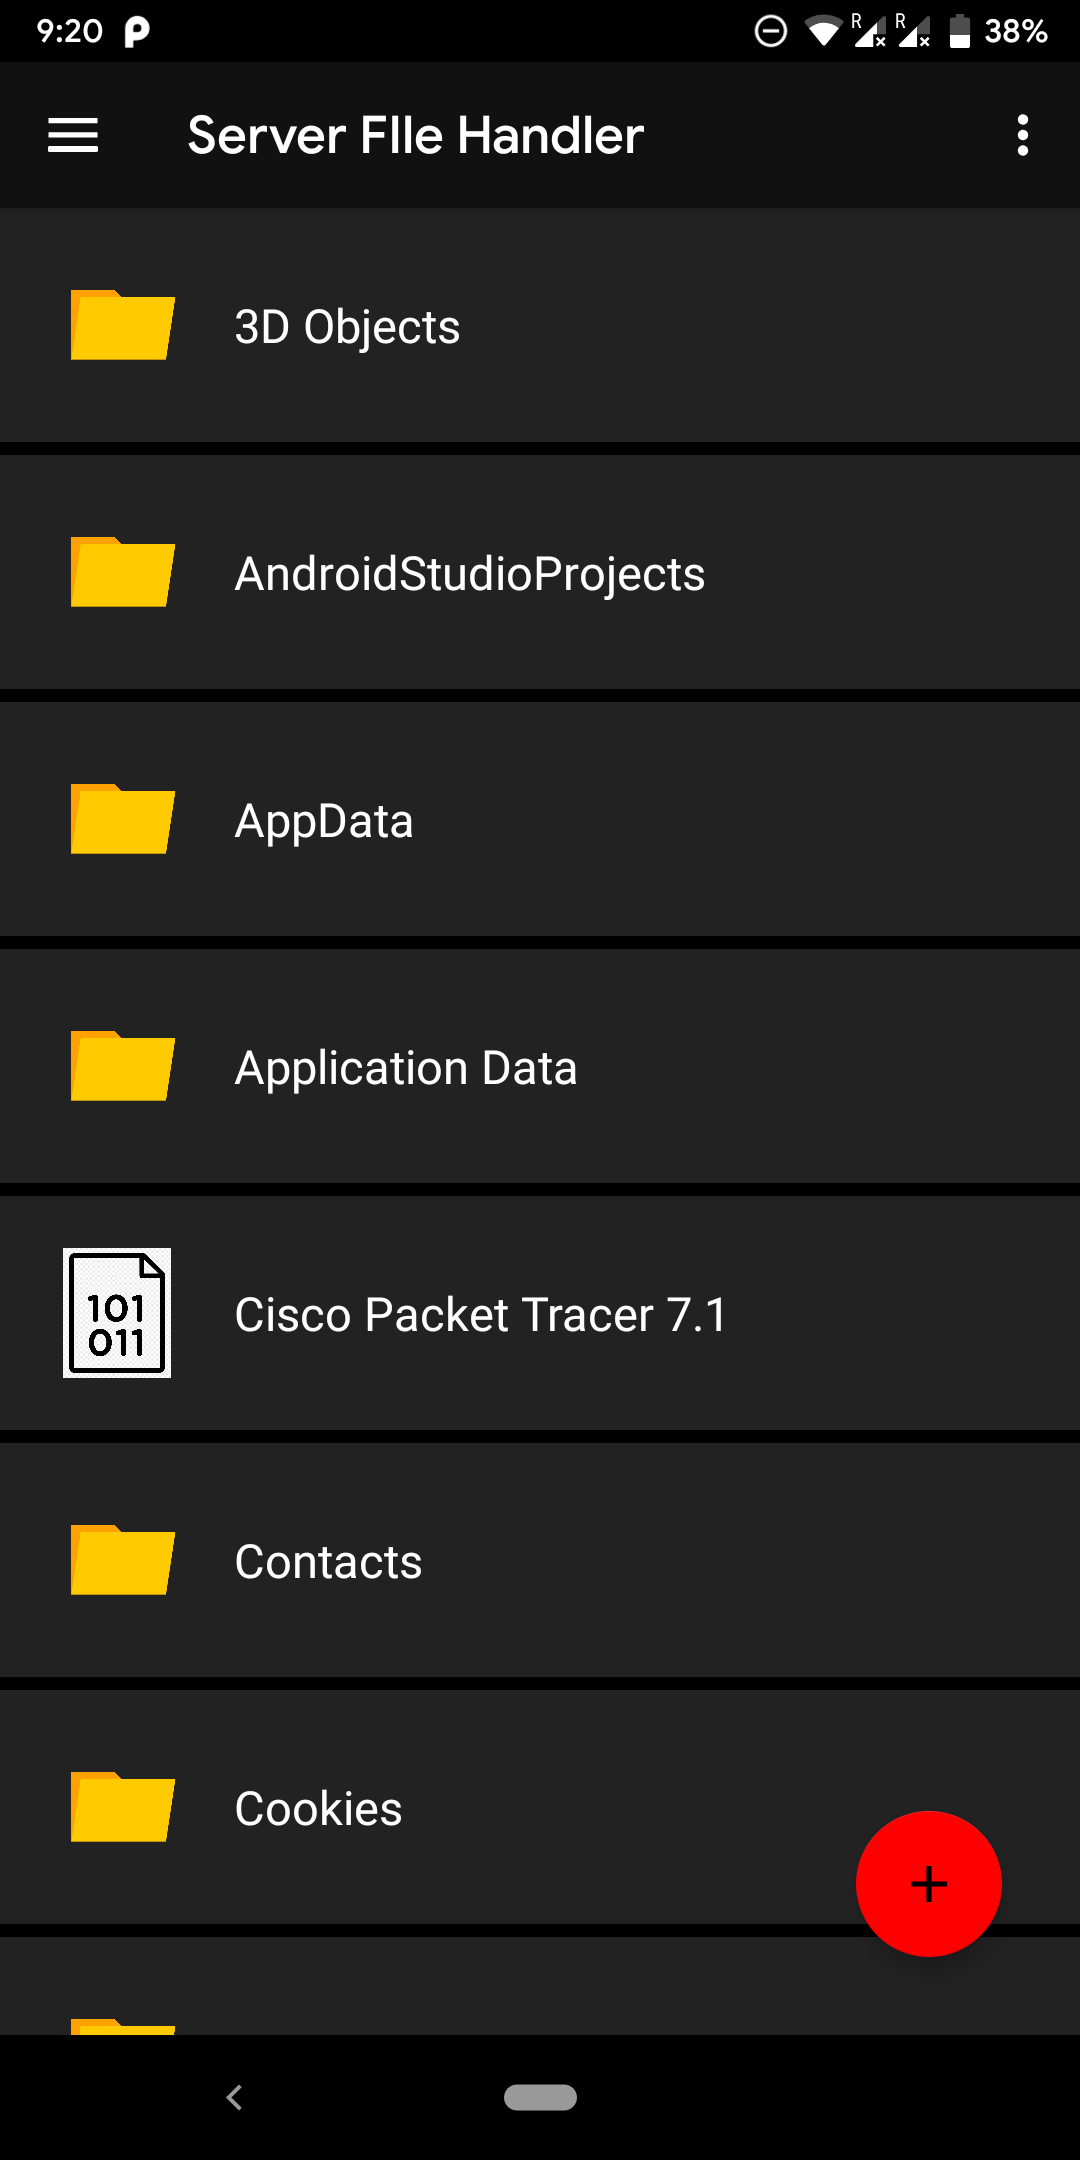 9:20
R R 38%
Server FIle Handler
3D Objects
AndroidStudioProjects
AppData
Application Data
101
011
Cisco Packet Tracer 7.1
Contacts
Cookies